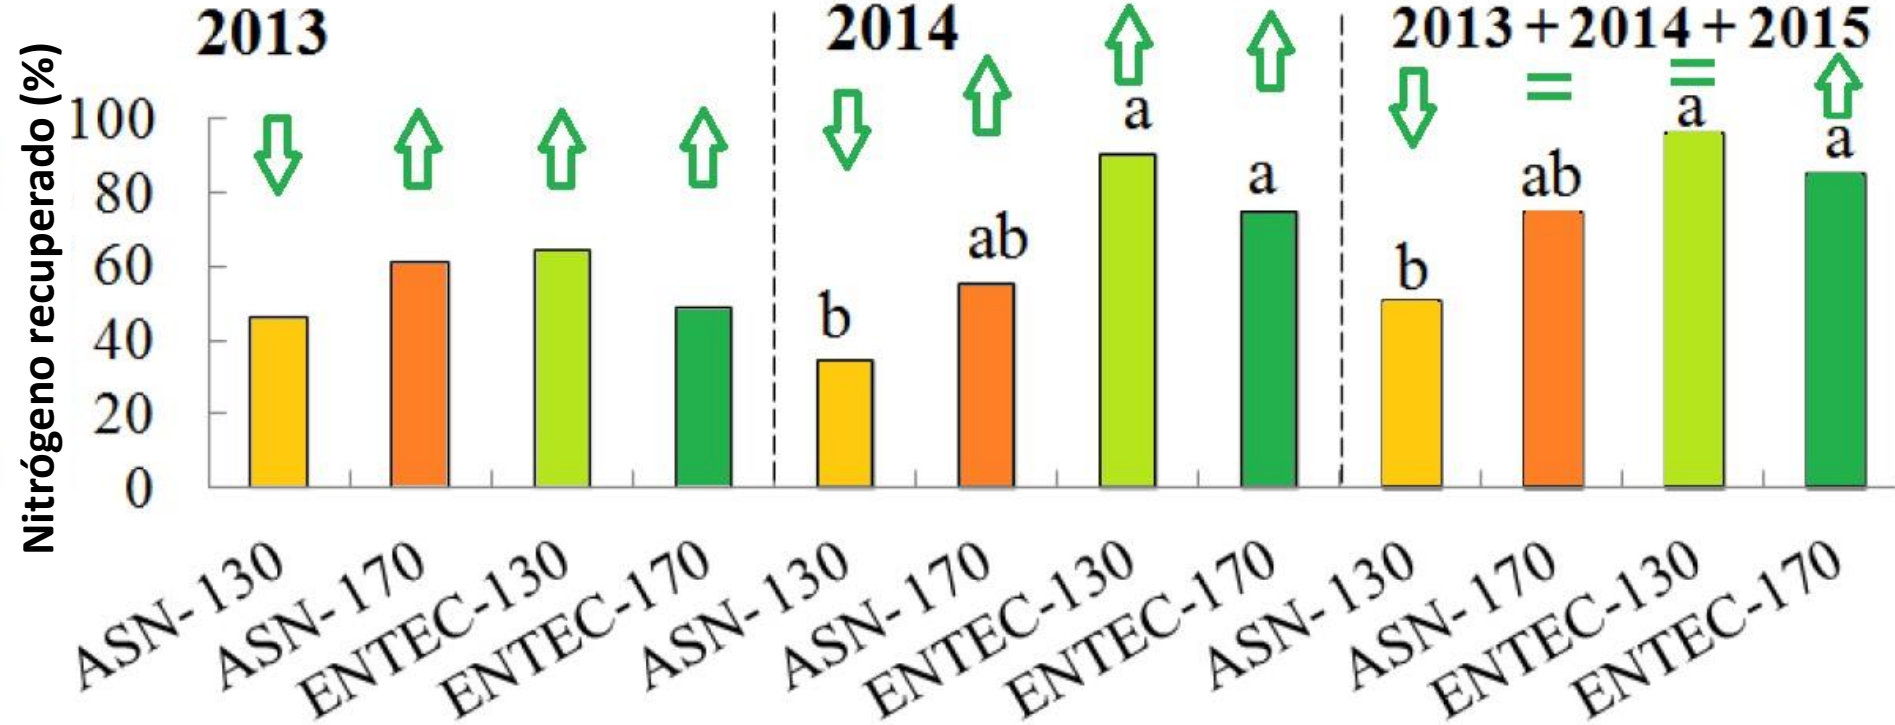 2013
2014
2013 + 2014 + 2015
Nitrógeno recuperado (%)
100
80
60
40
20
0
=
=
a
a
a
a
ab
ab
b
b
ASN- 130
ASN- 170
ENTEC-130
ENTEC-170
ASN- 130
ASN- 170
ENTEC-130
ENTEC-170
ASN- 130
ASN- 170
ENTEC-130
ENTEC-170